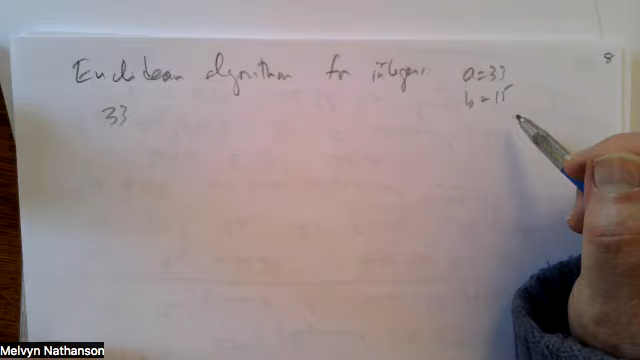 Euclidean algorithm for integers: a=33
b=15
33
8
Melvyn Nathanson